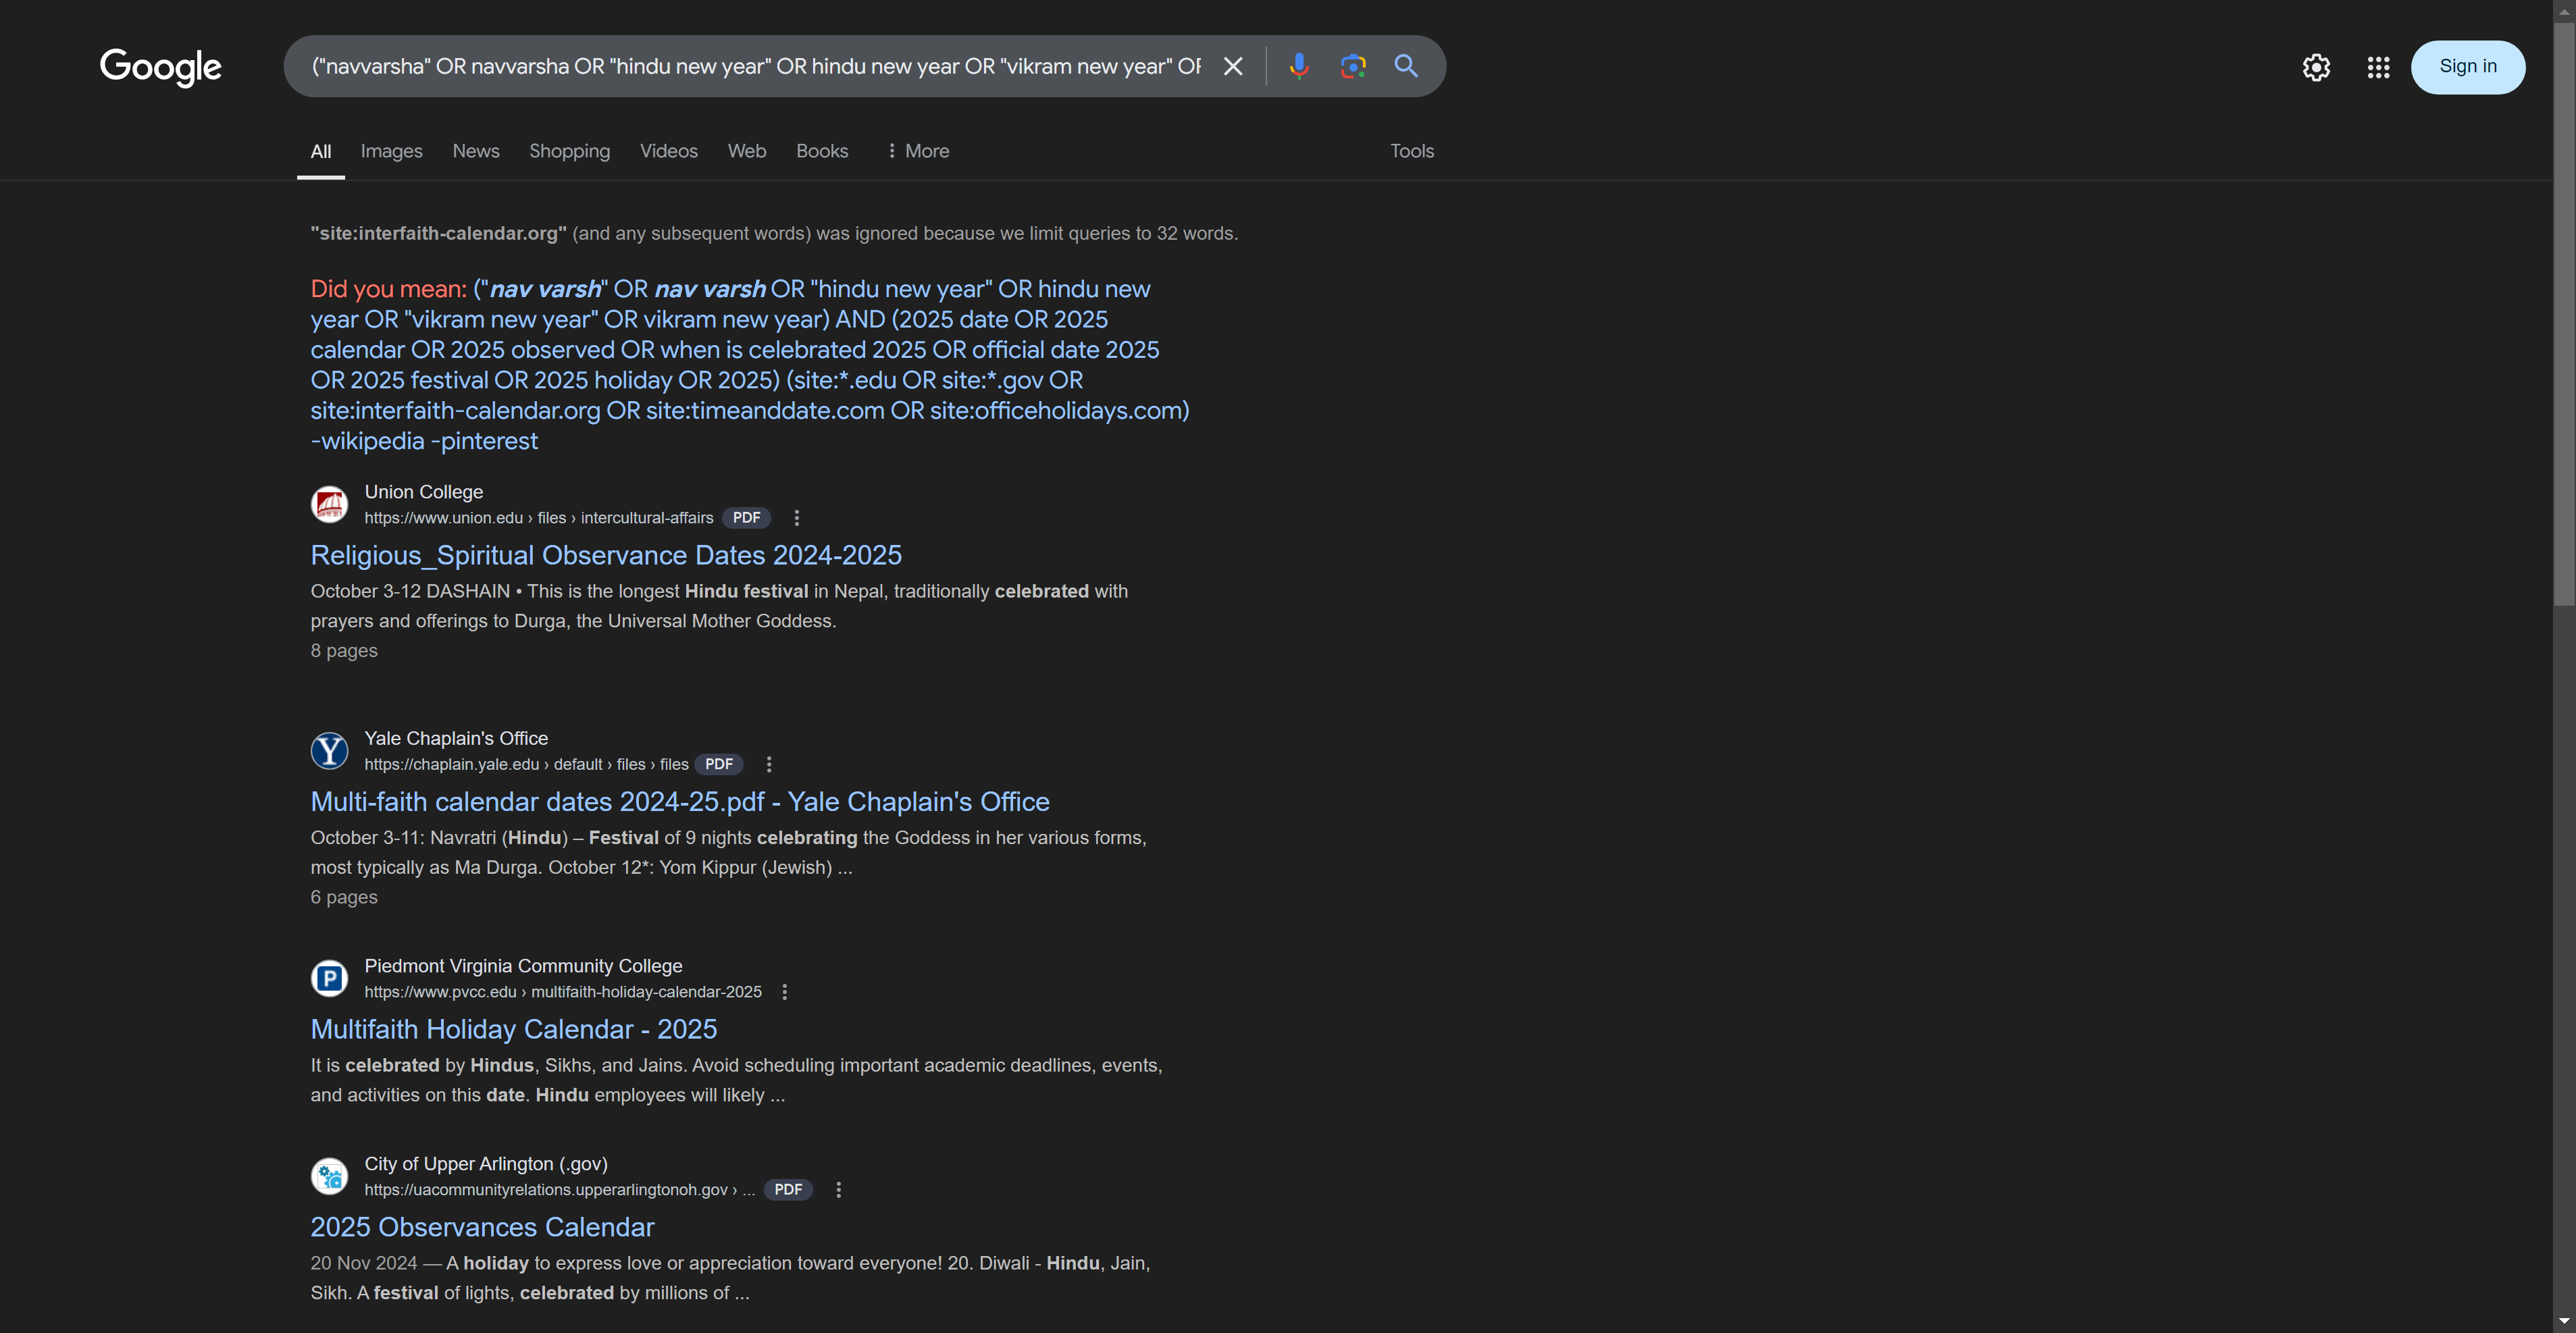 Google
("navvarsha" OR navvarsha OR "hindu new year" OR hindu new year OR "vikram new year" OR
Sign in
All Images News Shopping Videos Web Books More Tools
"site:interfaith-calendar.org" (and any subsequent words) was ignored because we limit queries to 32 words.
Did you mean: ("nav varsh" OR nav varsh OR "hindu new year" OR hindu new
year OR "vikram new year" OR vikram new year) AND (2025 date OR 2025
calendar OR 2025 observed OR when is celebrated 2025 OR official date 2025
OR 2025 festival OR 2025 holiday OR 2025) (site:*.edu OR site:*.gov OR
site:interfaith-calendar.org OR site:timeanddate.com OR site:officeholidays.com)
-wikipedia -pinterest
Union College
https://www.union.edu › files › intercultural-affairs PDF
Religious_Spiritual Observance Dates 2024-2025
October 3-12 DASHAIN • This is the longest Hindu festival in Nepal, traditionally celebrated with
prayers and offerings to Durga, the Universal Mother Goddess.
8 pages
Y
Yale Chaplain's Office
https://chaplain.yale.edu › default › files › files PDF
Multi-faith calendar dates 2024-25.pdf - Yale Chaplain's Office
October 3-11: Navratri (Hindu) – Festival of 9 nights celebrating the Goddess in her various forms,
most typically as Ma Durga. October 12*: Yom Kippur (Jewish) ...
6 pages
P
Piedmont Virginia Community College
https://www.pvcc.edu › multifaith-holiday-calendar-2025
Multifaith Holiday Calendar - 2025
It is celebrated by Hindus, Sikhs, and Jains. Avoid scheduling important academic deadlines, events,
and activities on this date. Hindu employees will likely ...
City of Upper Arlington (.gov)
https://uacommunityrelations.upperarlingtonoh.gov › ... PDF
2025 Observances Calendar
20 Nov 2024 — A holiday to express love or appreciation toward everyone! 20. Diwali - Hindu, Jain,
Sikh. A festival of lights, celebrated by millions of ...